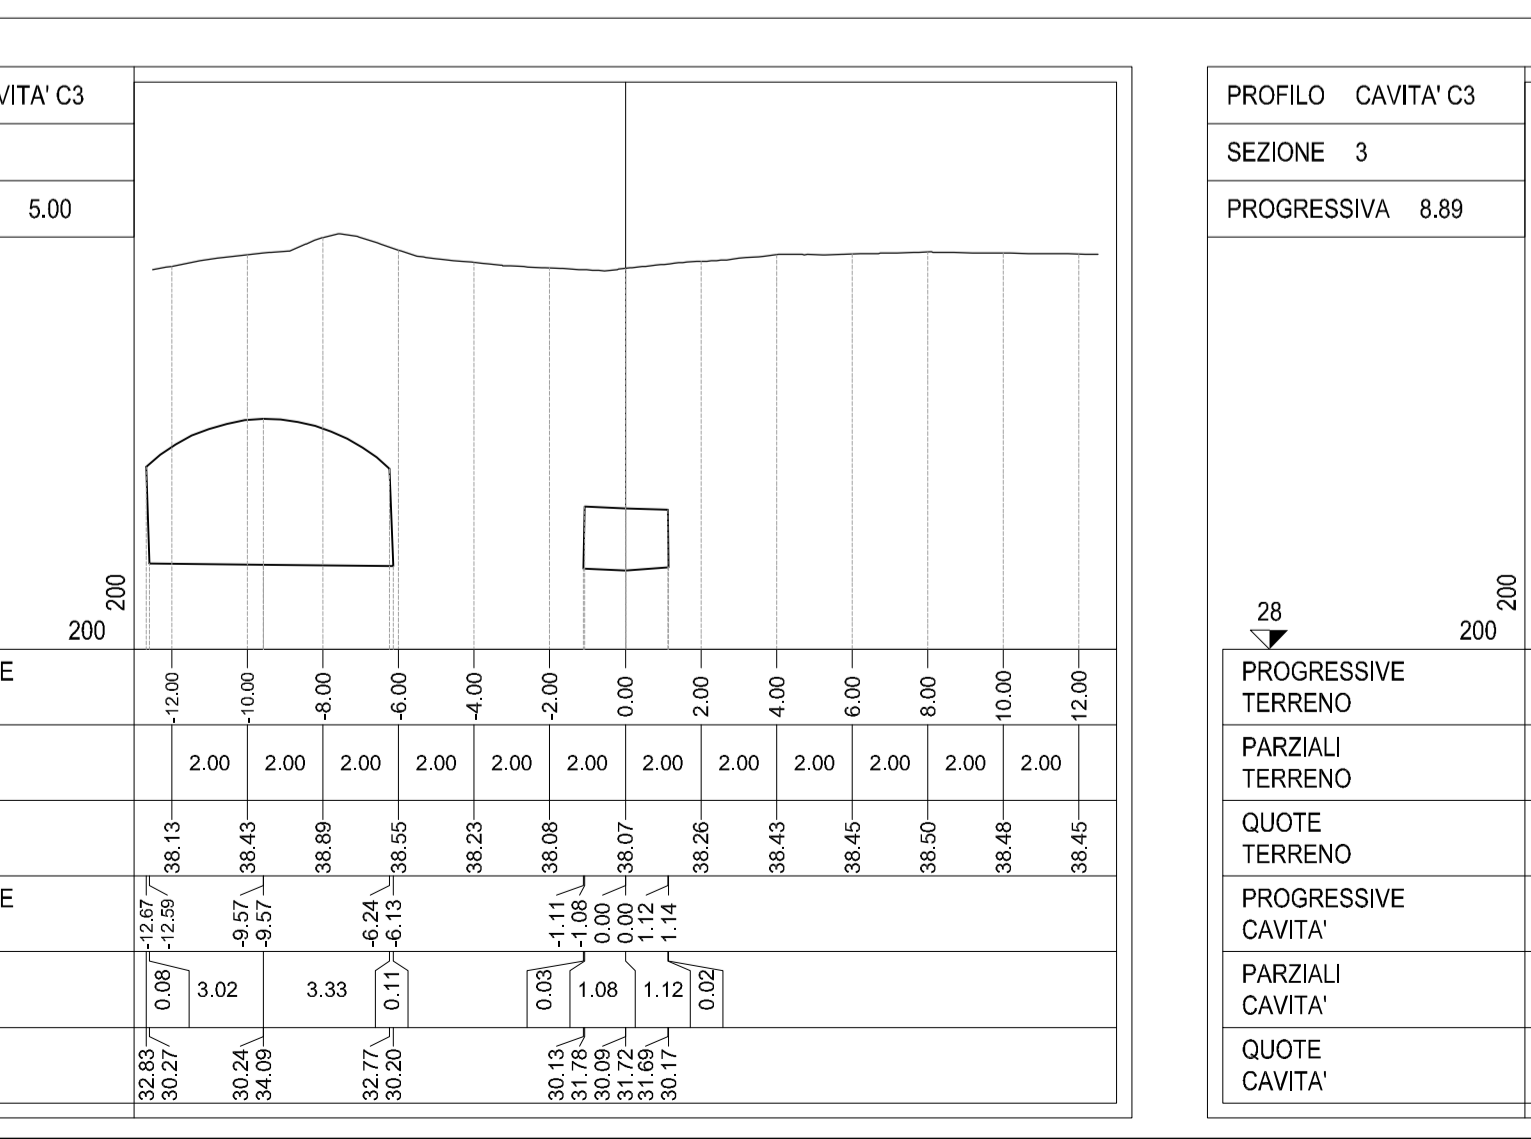 VITA' C3
5.00
200
200
E
-12.00 -10.00 -8.00 -6.00 -4.00 -2.00 0.00 2.00 4.00 6.00 8.00 10.00 12.00
2.00 2.00 2.00 2.00 2.00 2.00 2.00 2.00 2.00 2.00 2.00 2.00
38.13 38.43 38.89 38.55 38.23 38.08 38.07 38.26 38.43 38.45 38.50 38.48 38.45
E
-12.67 -12.59 -9.57 -9.57 -6.24 -6.13 -1.11 -1.08 0.00 0.00 1.12 1.14
0.08 3.02 3.33 0.11 0.03 1.08 1.12 0.02
32.83 30.27 30.24 34.09 32.77 30.20 30.13 31.78 30.09 31.72 31.69 30.17
PROFILO CAVITA' C3
SEZIONE 3
PROGRESSIVA 8.89
200
28
200
PROGRESSIVE
TERRENO
PARZIALI
TERRENO
QUOTE
TERRENO
PROGRESSIVE
CAVITA'
PARZIALI
CAVITA'
QUOTE
CAVITA'